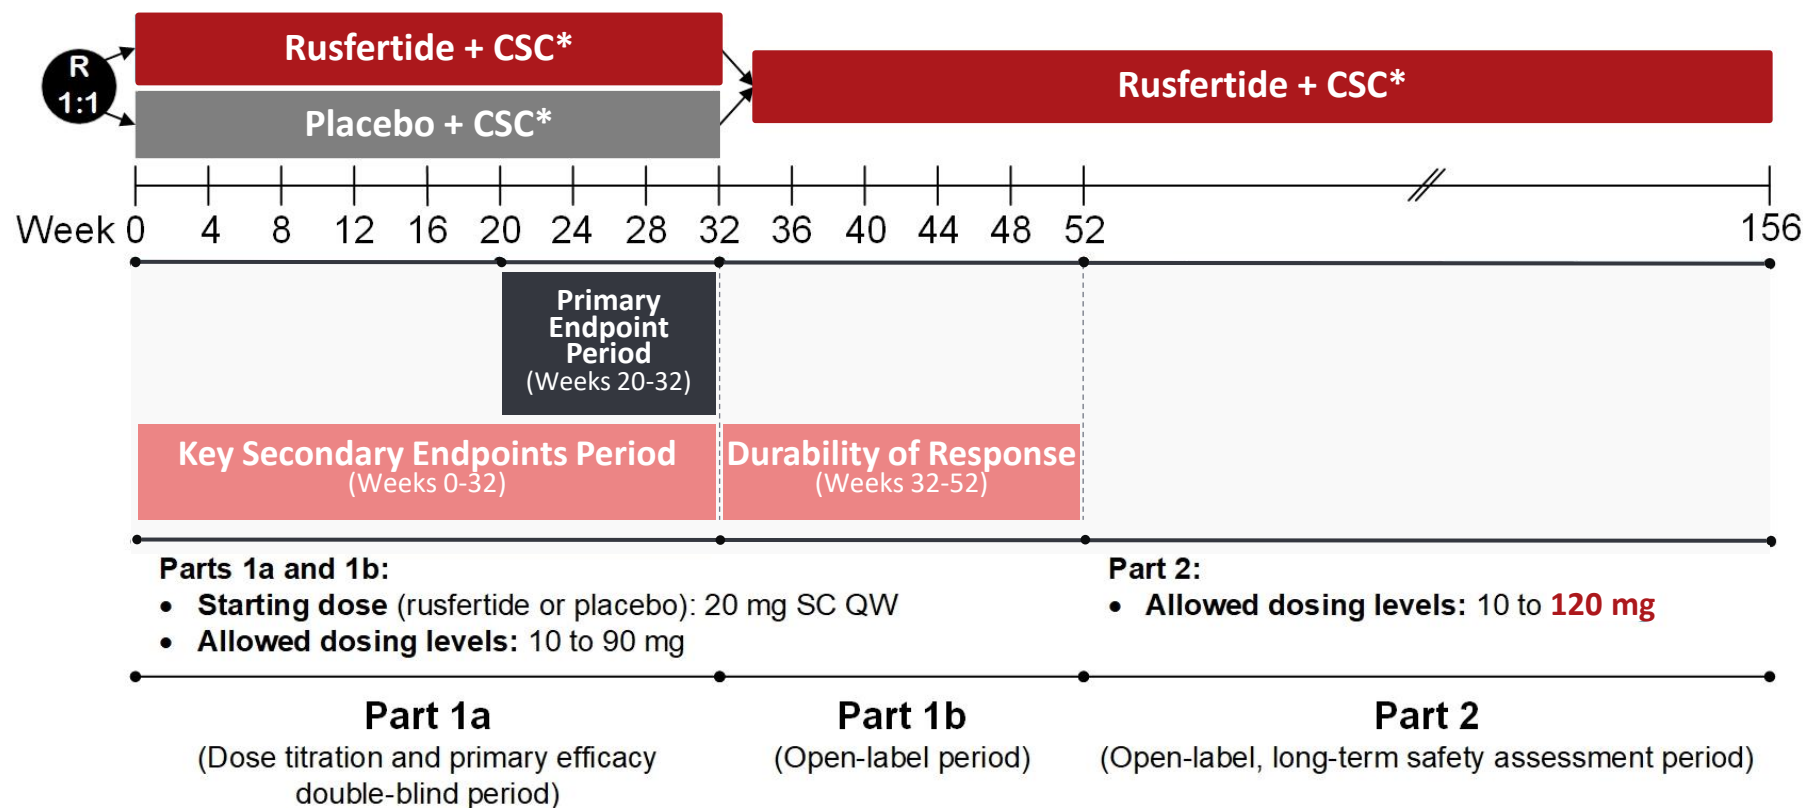 R
1:1
Rusfertide + CSC*
Placebo + CSC*
Rusfertide + CSC*
Week 0 4 8 12 16 20 24 28 32 36 40 44 48 52 156
Primary
Endpoint
Period
(Weeks 20-32)
Key Secondary Endpoints Period
(Weeks 0-32)
Durability of Response
(Weeks 32-52)
Parts 1a and 1b:
• Starting dose (rusfertide or placebo): 20 mg SC QW
• Allowed dosing levels: 10 to 90 mg
Part 2:
• Allowed dosing levels: 10 to 120 mg
Part 1a
(Dose titration and primary efficacy
double-blind period)
Part 1b
(Open-label period)
Part 2
(Open-label, long-term safety assessment period)